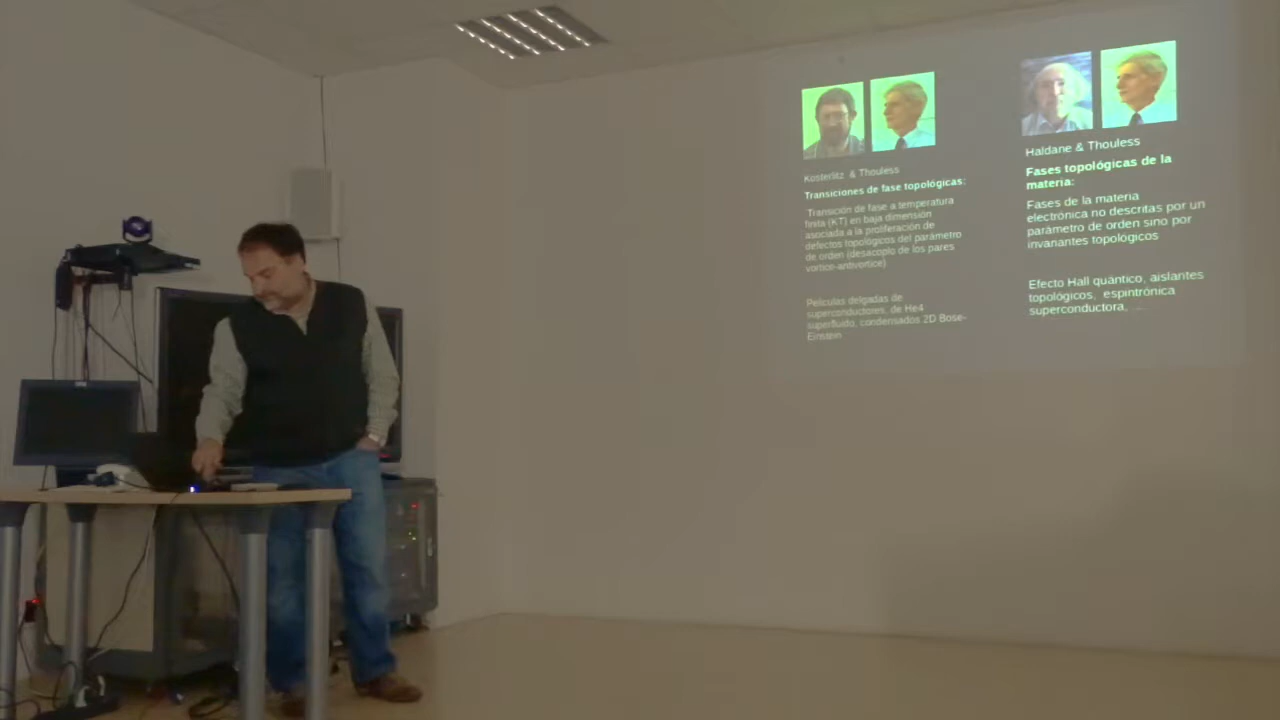 Kosterlitz & Thouless
Transiciones de fase topológicas:
Transición de fase a temperatura
finita (KT) en baja dimensión
asociada a la proliferación de
defectos topológicos del parámetro
de orden (desacoplo de los pares
vortice-antivortice)
Peliculas delgadas de
superconductores, de He4
superfluido, condensados 2D Bose-
Einstein
Haldane & Thouless
Fases topológicas de la
materia:
Fases de la materia
electrónica no descritas por un
parámetro de orden sino por
invariantes topológicos
Efecto Hall quántico, aislantes
topológicos, espintrónica
superconductora, ...